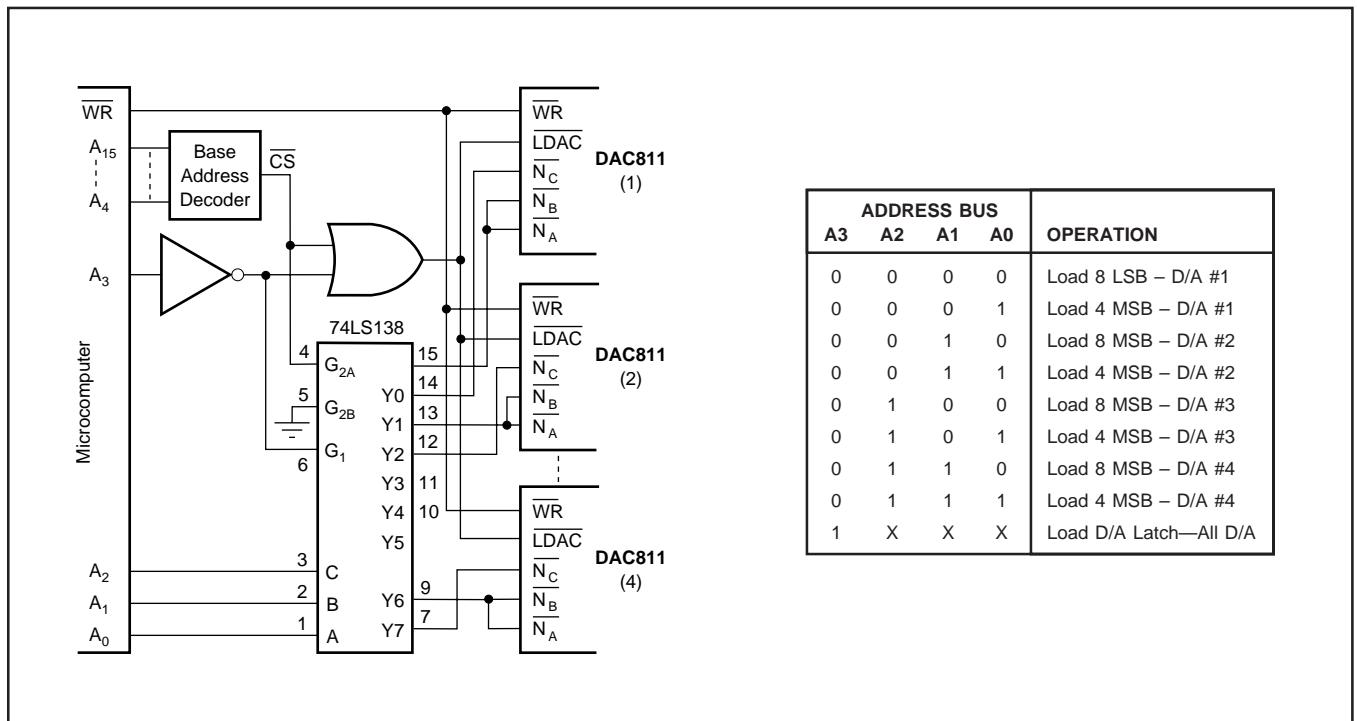 Microcomputer
WR
A15
A4
A3
A2
A1
A0
Base
Address
Decoder
CS
74LS138
4 G2A
5 G2B
6 G1
3 C
2 B
1 A
15
14 Y0
13 Y1
12 Y2
Y3 11
Y4 10
Y5
Y6 9
Y7 7
WR
LDAC
NC
NB
NA
DAC811
(1)
WR
LDAC
NC
NB
NA
DAC811
(2)
WR
LDAC
NC
NB
NA
DAC811
(4)
ADDRESS BUS
A3 A2 A1 A0 OPERATION
0 0 0 0 Load 8 LSB – D/A #1
0 0 0 1 Load 4 MSB – D/A #1
0 0 1 0 Load 8 MSB – D/A #2
0 0 1 1 Load 4 MSB – D/A #2
0 1 0 0 Load 8 MSB – D/A #3
0 1 0 1 Load 4 MSB – D/A #3
0 1 1 0 Load 8 MSB – D/A #4
0 1 1 1 Load 4 MSB – D/A #4
1 X X X Load D/A Latch—All D/A